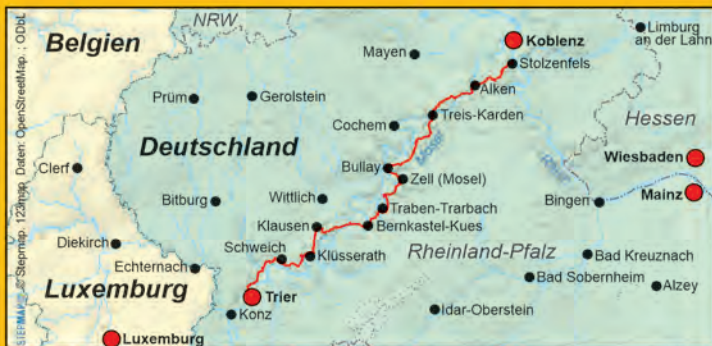 Belgien
NRW
Mayen
Koblenz
Limburg
an der Lahn
Stolzenfels
Prüm
Gerolstein
Alken
Treis-Karden
Cochem
Hessen
Deutschland
Wiesbaden
Clerf
Bullay
Zell (Mosel)
Mainz
Bitburg
Wittlich
Traben-Trarbach
Bingen
Klausen
Bernkastel-Kues
Diekirch
Schweich
Klüsserath
Rheinland-Pfalz
Bad Kreuznach
Echternach
Bad Sobernheim
Alzey
Luxemburg
Trier
Konz
Idar-Oberstein
Luxemburg
STEPMAP © Stepmap, 123map, Daten: OpenStreetMap, ; ODbL